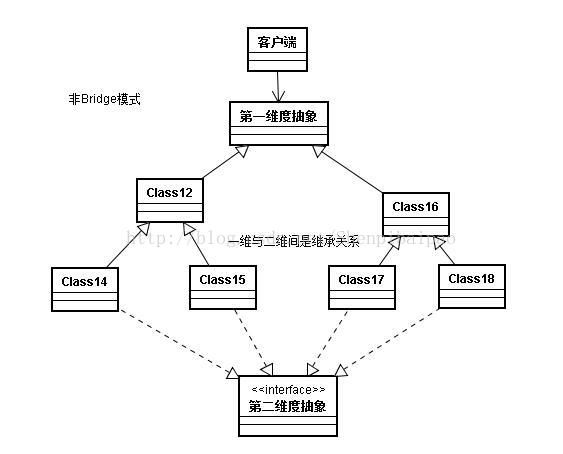 客户端
非Bridge模式
第一维度抽象
Class12
Class16
一维与二维间是继承关系
Class14
Class15
Class17
Class18
<<interface>>
第二维度抽象